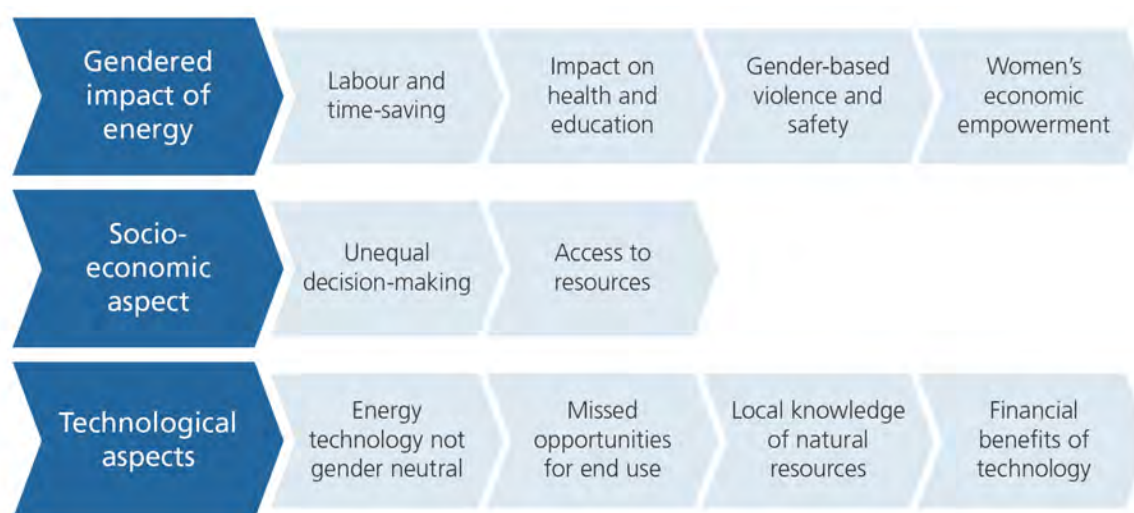 Gendered
impact of
energy
Labour and
time-saving
Impact on
health and
education
Gender-based
violence and
safety
Women's
economic
empowerment
Socio-
economic
aspect
Unequal
decision-making
Access to
resources
Technological
aspects
Energy
technology not
gender neutral
Missed
opportunities
for end use
Local knowledge
of natural
resources
Financial
benefits of
technology